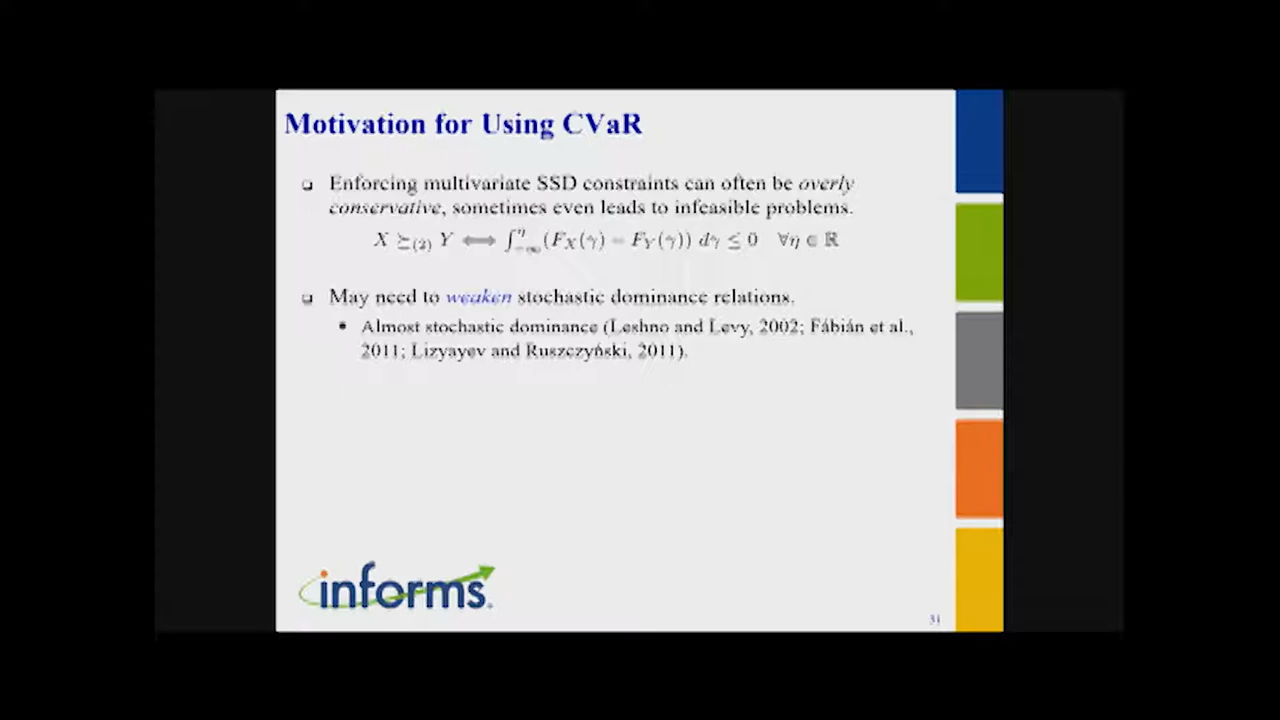 Motivation for Using CVaR
❑ Enforcing multivariate SSD constraints can often be overly
conservative, sometimes even leads to infeasible problems.
X ⪰(2) Y ⟺ ∫_{-∞}^{η} (F_X(γ) − F_Y(γ)) dγ ≤ 0 ∀η ∈ ℝ
❑ May need to weaken stochastic dominance relations.
• Almost stochastic dominance (Leshno and Levy, 2002; Fábián et al.,
2011; Lizyayev and Ruszczyński, 2011).
informs
31